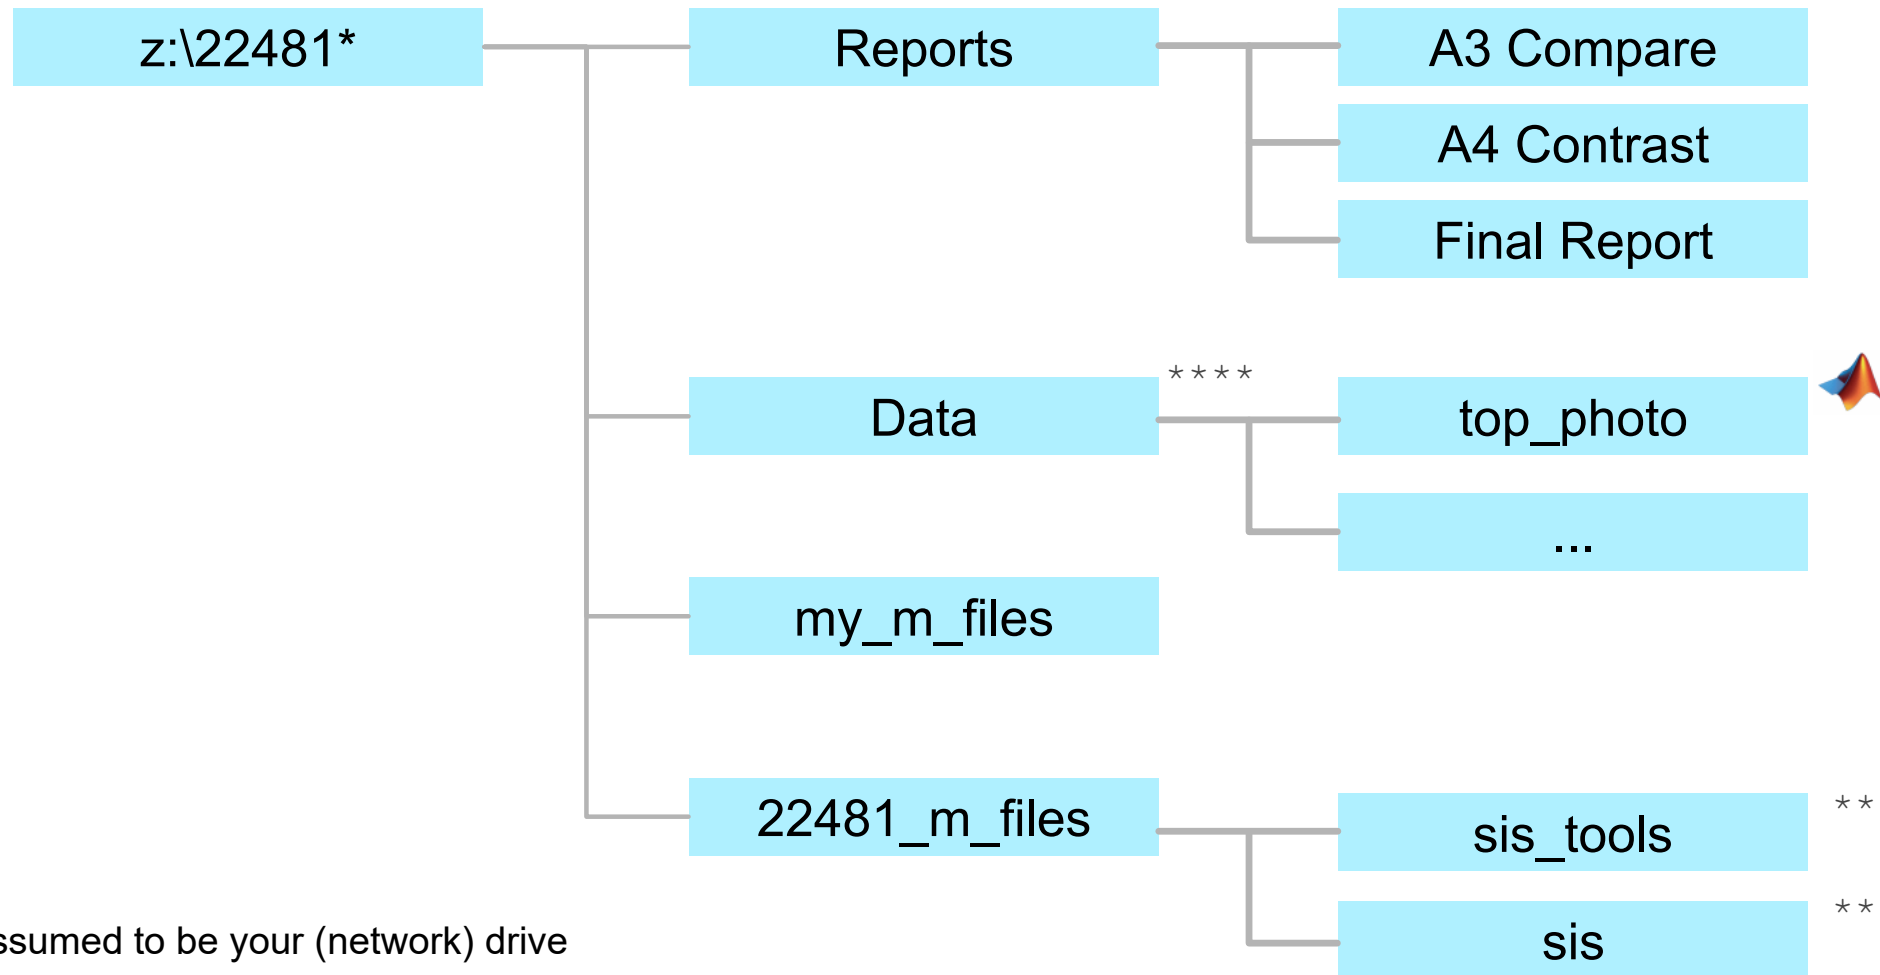 z:\22481*
Reports
A3 Compare
A4 Contrast
Final Report
Data
****
top_photo
...
my_m_files
22481_m_files
sis_tools
**
sis
**
ssumed to be your (network) drive